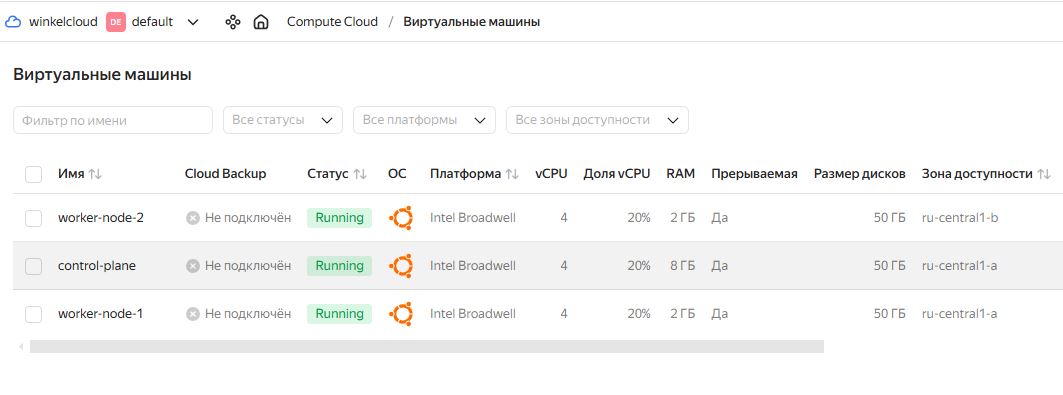 winkelcloud DE default Compute Cloud / Виртуальные машины
Виртуальные машины
Фильтр по имени Все статусы Все платформы Все зоны доступности
Имя Cloud Backup Статус ОС Платформа vCPU Доля vCPU RAM Прерываемая Размер дисков Зона доступности
worker-node-2 Не подключён Running Intel Broadwell 4 20% 2 ГБ Да 50 ГБ ru-central1-b
control-plane Не подключён Running Intel Broadwell 4 20% 8 ГБ Да 50 ГБ ru-central1-a
worker-node-1 Не подключён Running Intel Broadwell 4 20% 2 ГБ Да 50 ГБ ru-central1-a